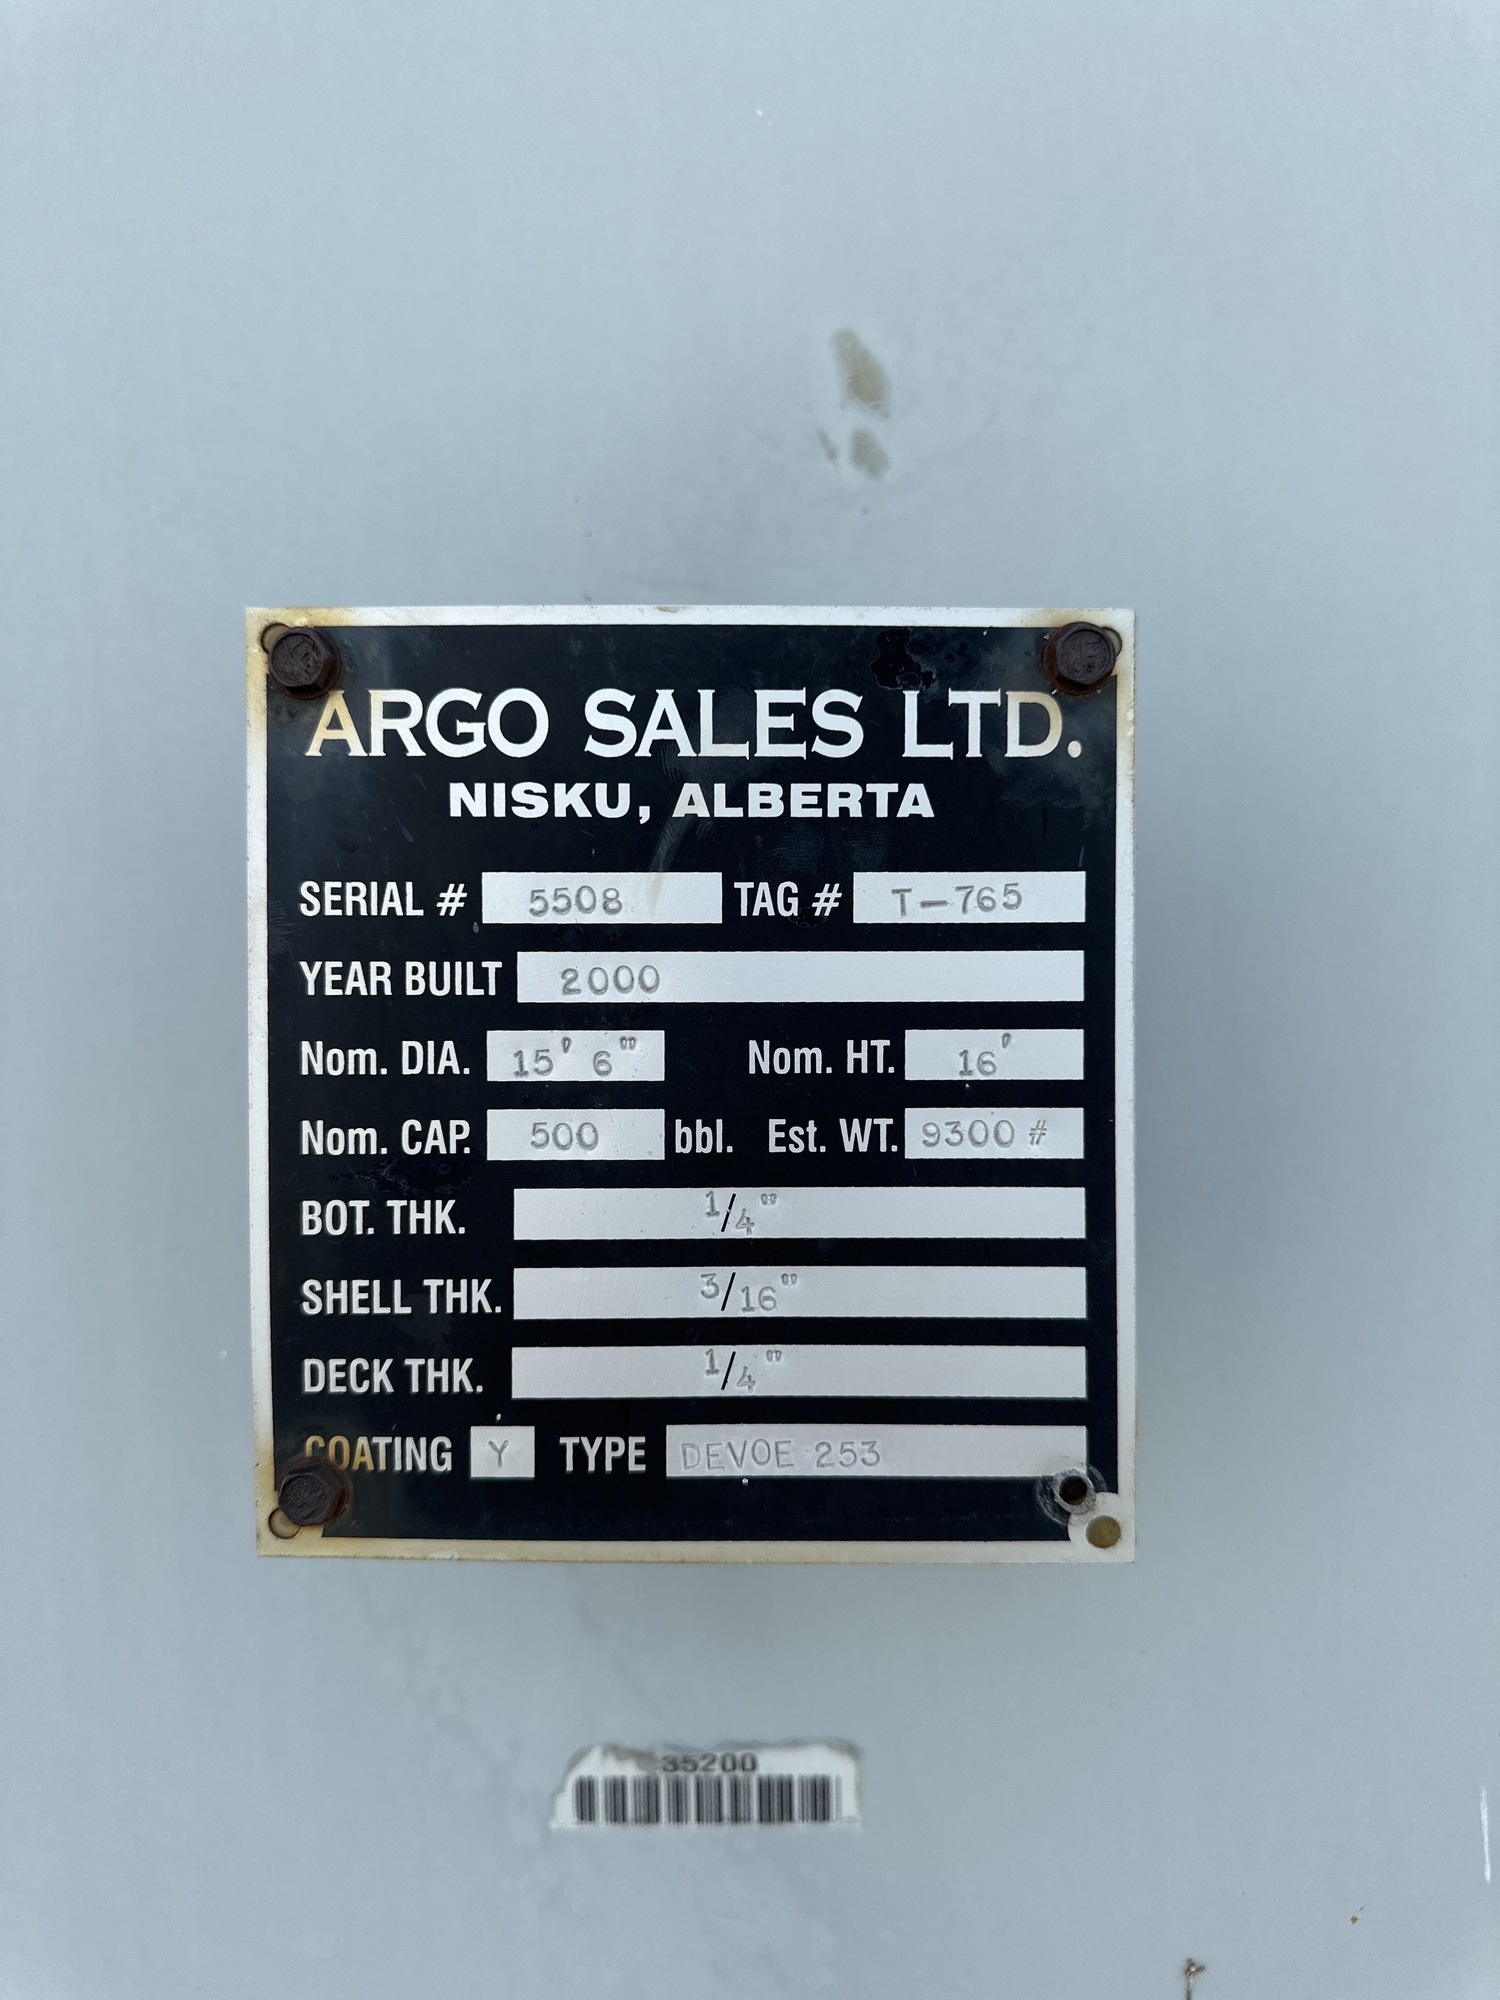 ARGO SALES LTD.
NISKU, ALBERTA
SERIAL # 5508 TAG # T-765
YEAR BUILT 2000
Nom. DIA. 15' 6" Nom. HT. 16'
Nom. CAP. 500 bbl. Est. WT. 9300 #
BOT. THK. 1/4"
SHELL THK. 3/16"
DECK THK. 1/4"
COATING Y TYPE DEVOE 253
35200